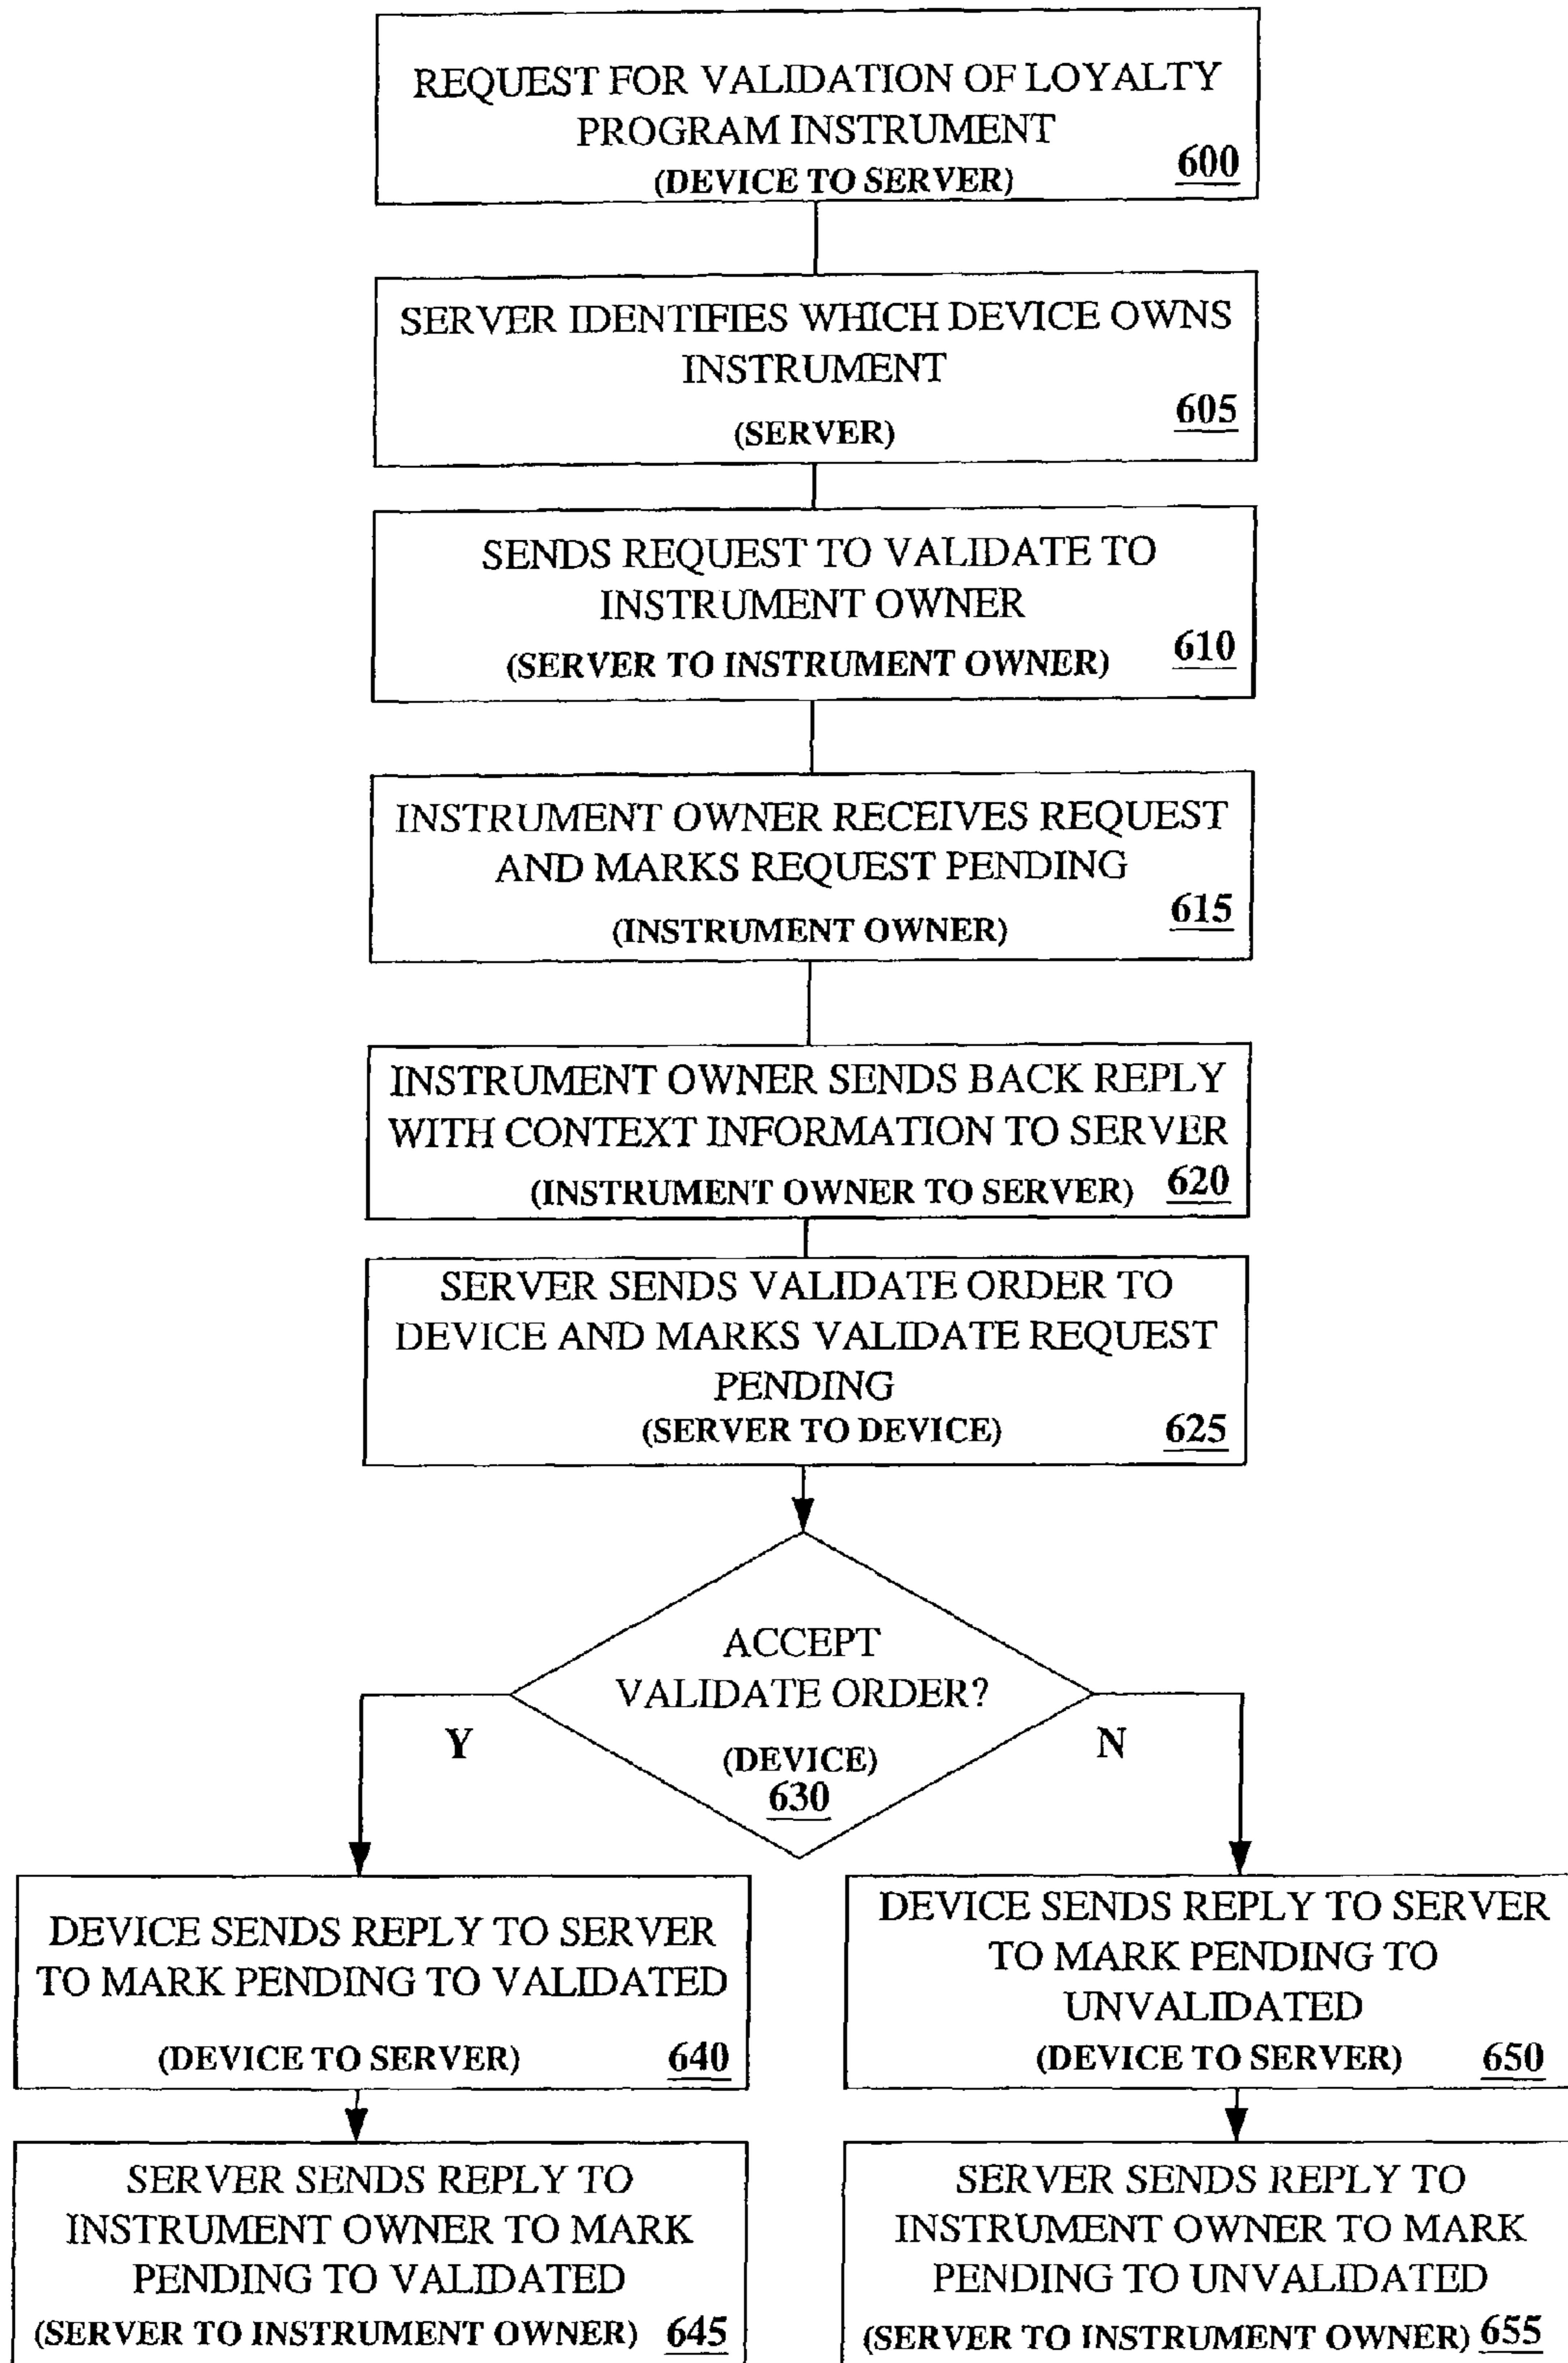 REQUEST FOR VALIDATION OF LOYALTY
PROGRAM INSTRUMENT
(DEVICE TO SERVER)
600
SERVER IDENTIFIES WHICH DEVICE OWNS
INSTRUMENT
(SERVER)
605
SENDS REQUEST TO VALIDATE TO
INSTRUMENT OWNER
(SERVER TO INSTRUMENT OWNER)
610
INSTRUMENT OWNER RECEIVES REQUEST
AND MARKS REQUEST PENDING
(INSTRUMENT OWNER)
615
INSTRUMENT OWNER SENDS BACK REPLY
WITH CONTEXT INFORMATION TO SERVER
(INSTRUMENT OWNER TO SERVER)
620
SERVER SENDS VALIDATE ORDER TO
DEVICE AND MARKS VALIDATE REQUEST
PENDING
(SERVER TO DEVICE)
625
ACCEPT
VALIDATE ORDER?
(DEVICE)
630
Y
N
DEVICE SENDS REPLY TO SERVER
TO MARK PENDING TO VALIDATED
(DEVICE TO SERVER)
640
DEVICE SENDS REPLY TO SERVER
TO MARK PENDING TO
UNVALIDATED
(DEVICE TO SERVER)
650
SERVER SENDS REPLY TO
INSTRUMENT OWNER TO MARK
PENDING TO VALIDATED
(SERVER TO INSTRUMENT OWNER)
645
SERVER SENDS REPLY TO
INSTRUMENT OWNER TO MARK
PENDING TO UNVALIDATED
(SERVER TO INSTRUMENT OWNER)
655